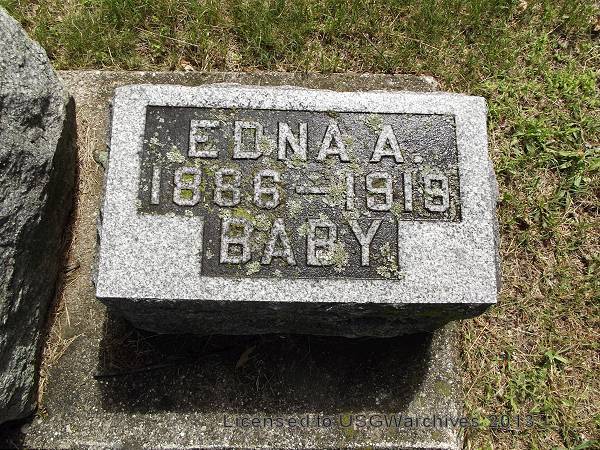 EDNA A.
1886 – 1919
BABY
Licensed to USGWarchives 2013